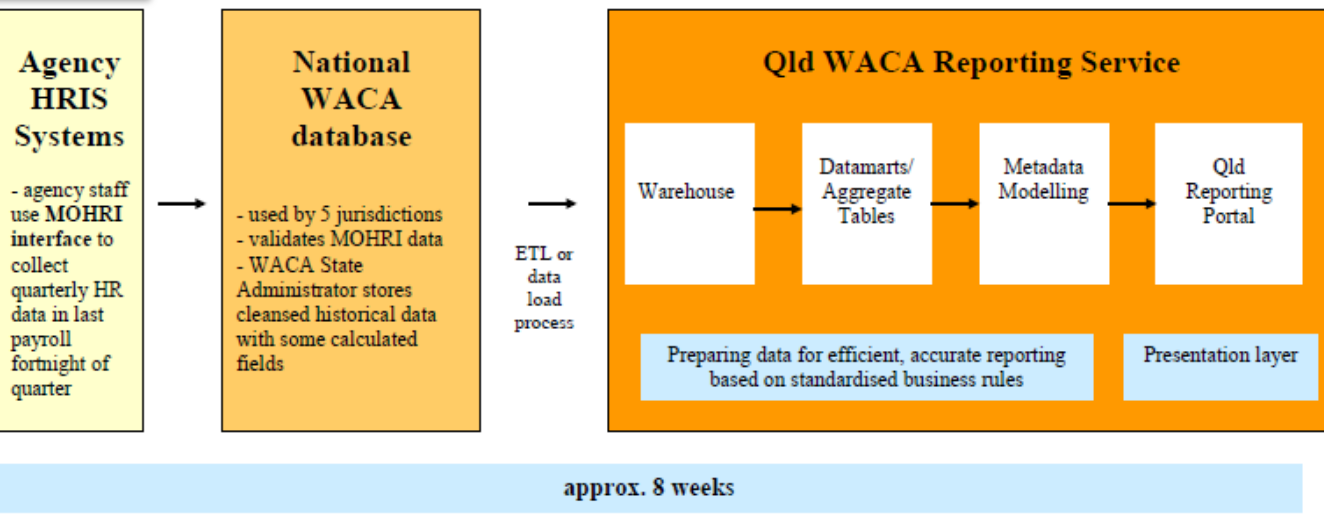 Agency
HRIS
Systems
- agency staff
use MOHRI
interface to
collect
quarterly HR
data in last
payroll
fortnight of
quarter
National
WACA
database
- used by 5 jurisdictions
- validates MOHRI data
- WACA State
Administrator stores
cleansed historical data
with some calculated
fields
ETL or
data
load
process
Qld WACA Reporting Service
Warehouse
Datamarts/
Aggregate
Tables
Metadata
Modelling
Qld
Reporting
Portal
Preparing data for efficient, accurate reporting
based on standardised business rules
Presentation layer
approx. 8 weeks